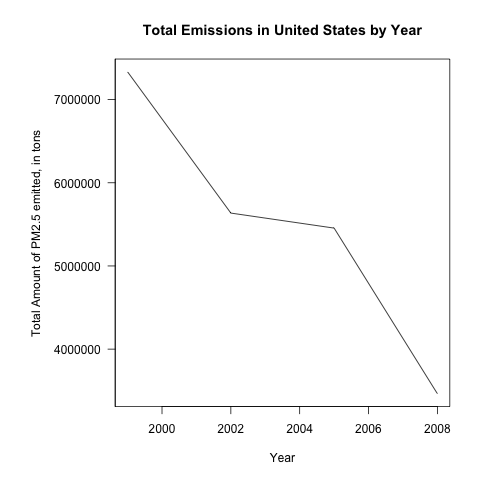 Total Emissions in United States by Year
Total Amount of PM2.5 emitted, in tons
7000000
6000000
5000000
4000000
2000 2002 2004 2006 2008
Year